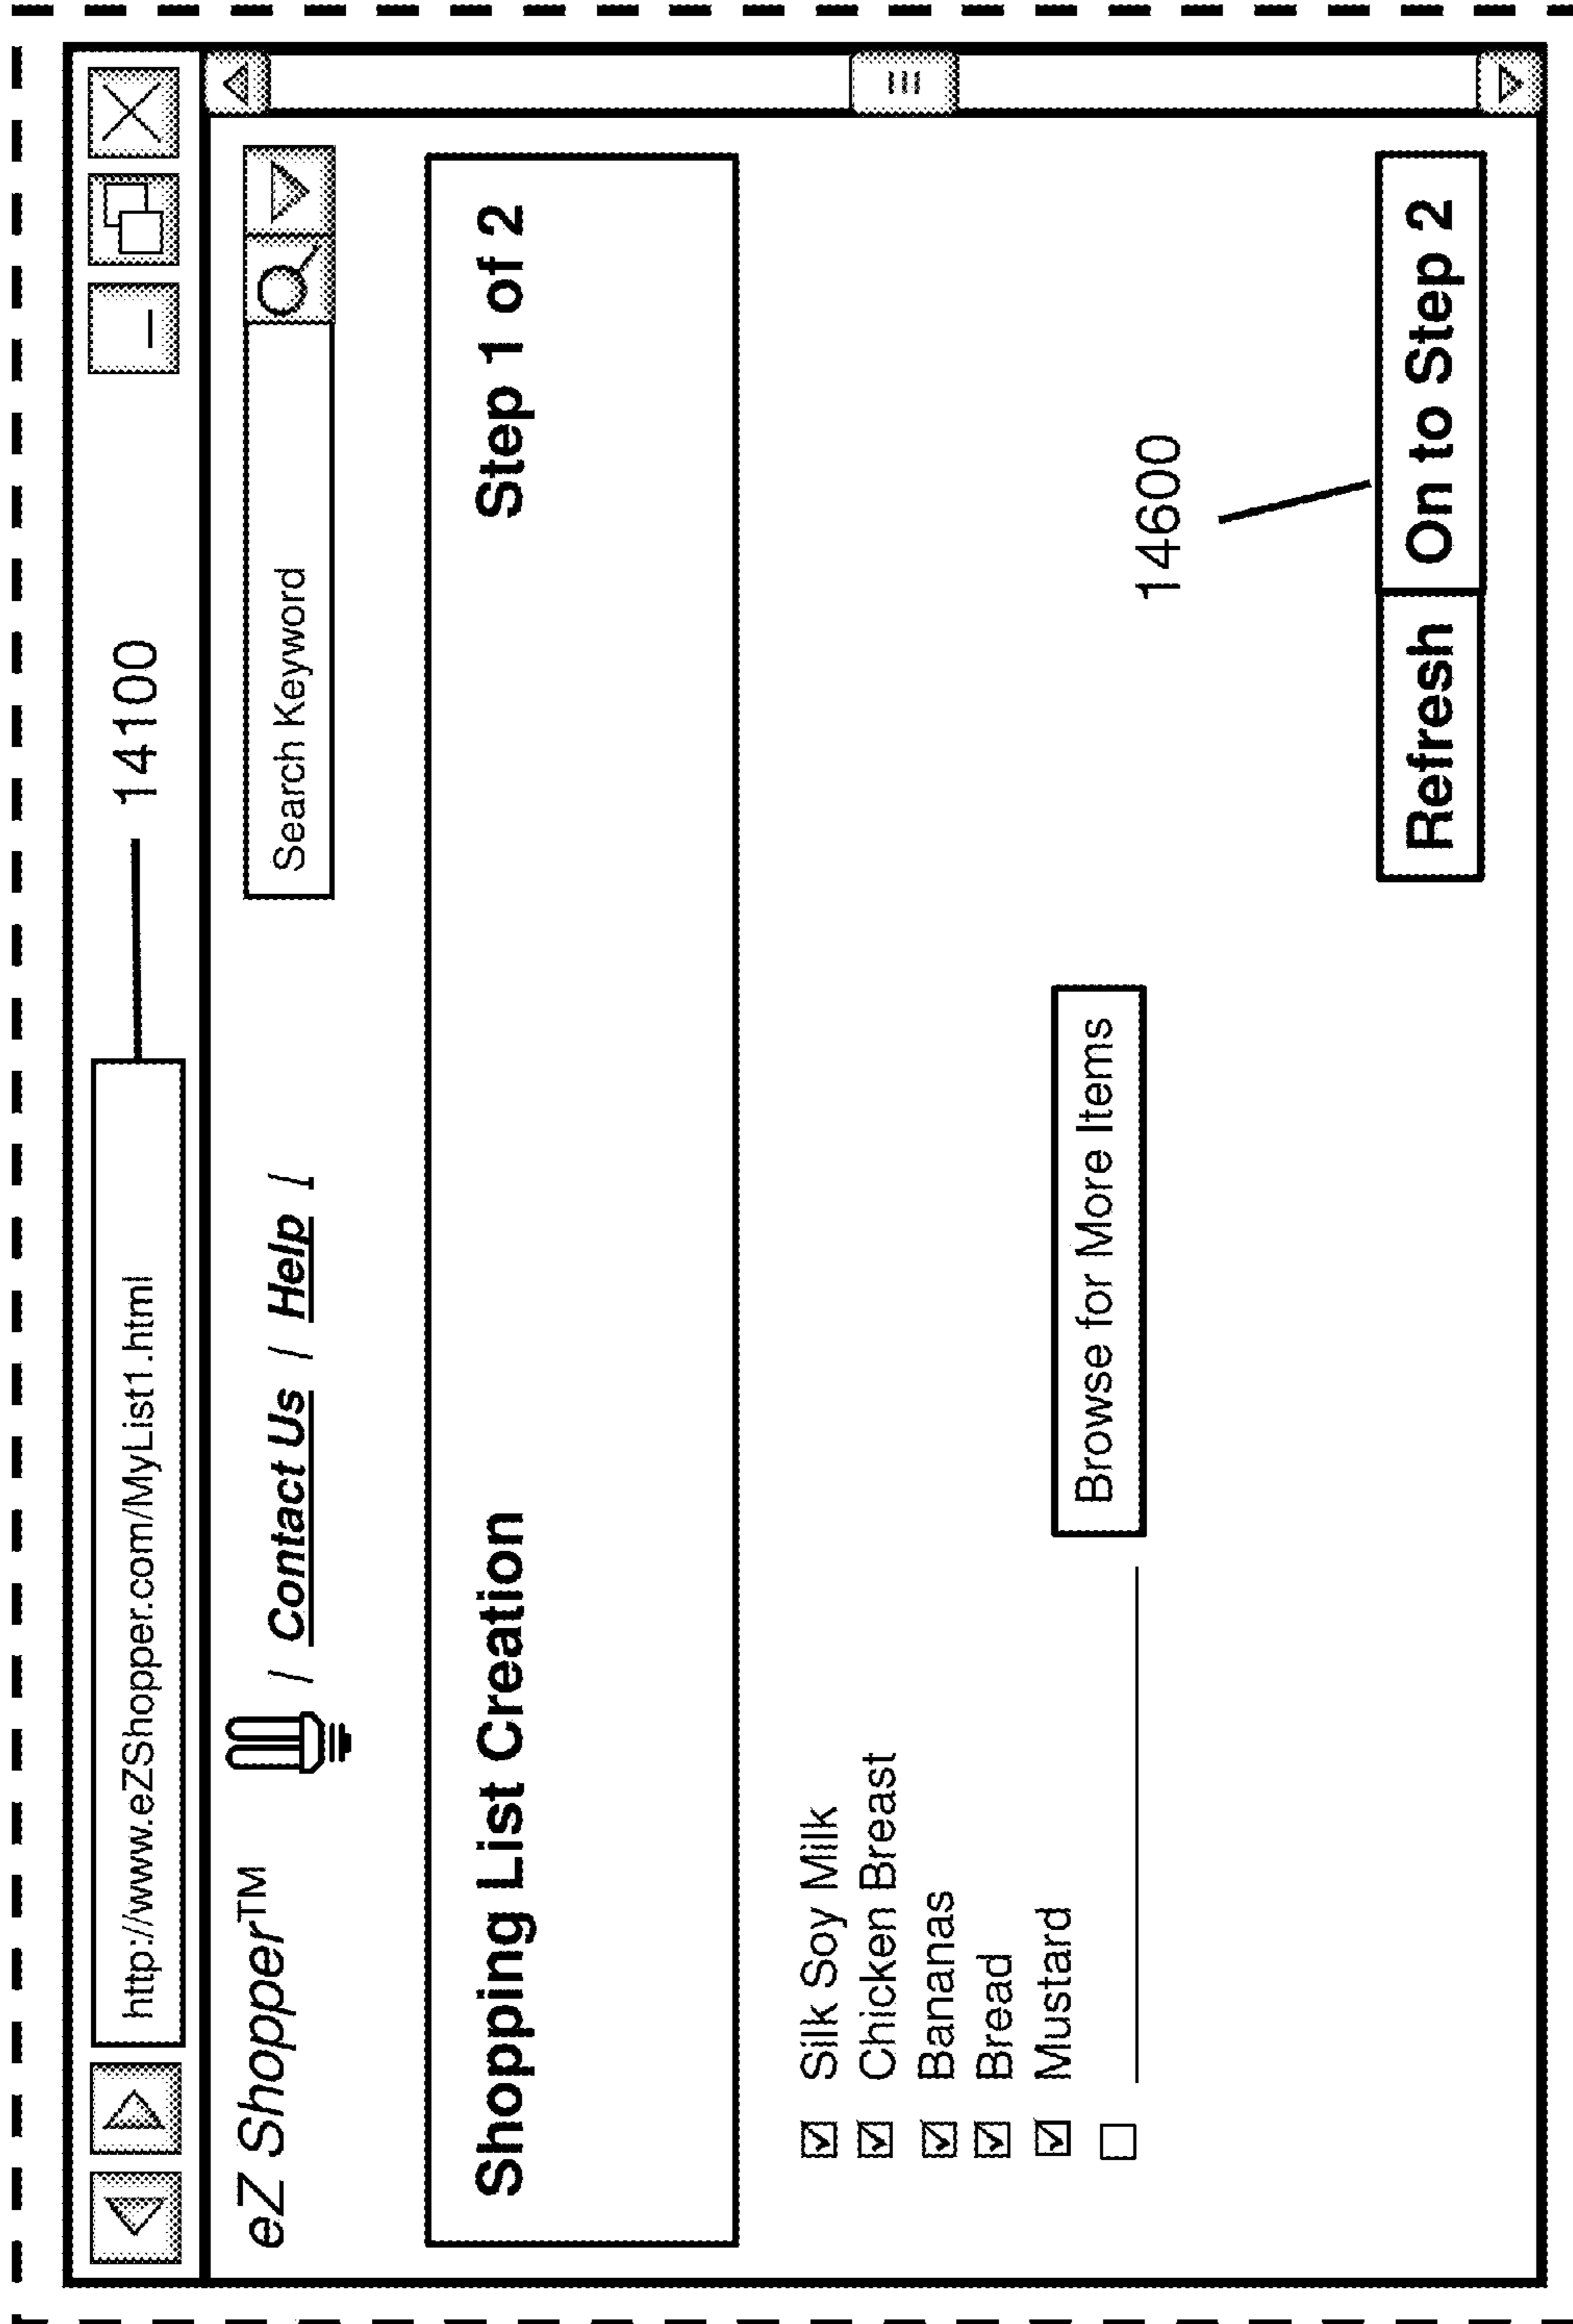 http://www.eZShopper.com/MyList1.html 14100
eZ Shopper™ / Contact Us / Help /
Search Keyword
Shopping List Creation Step 1 of 2
Silk Soy Milk
Chicken Breast
Bananas
Bread
Mustard
Browse for More Items
14600
Refresh On to Step 2